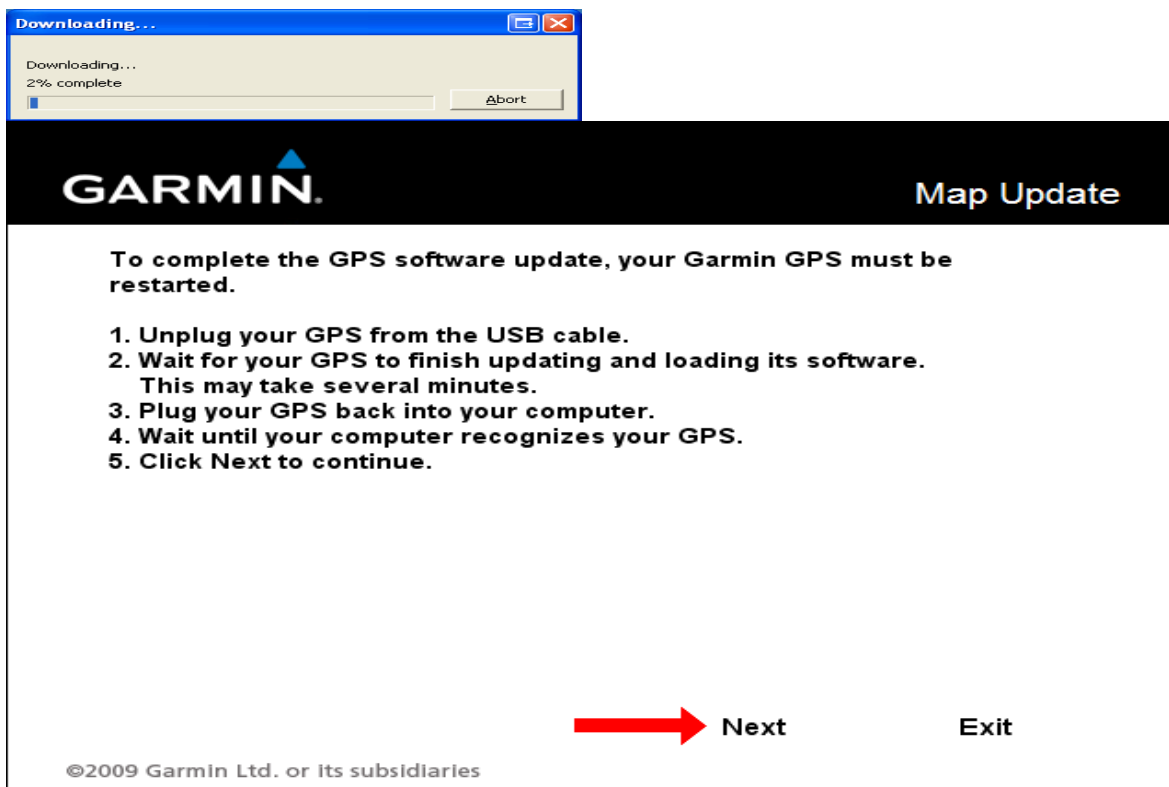 Downloading...
Downloading...
2% complete
Abort
GARMIN.
Map Update
To complete the GPS software update, your Garmin GPS must be
restarted.
1. Unplug your GPS from the USB cable.
2. Wait for your GPS to finish updating and loading its software.
This may take several minutes.
3. Plug your GPS back into your computer.
4. Wait until your computer recognizes your GPS.
5. Click Next to continue.
Next
Exit
©2009 Garmin Ltd. or its subsidiaries